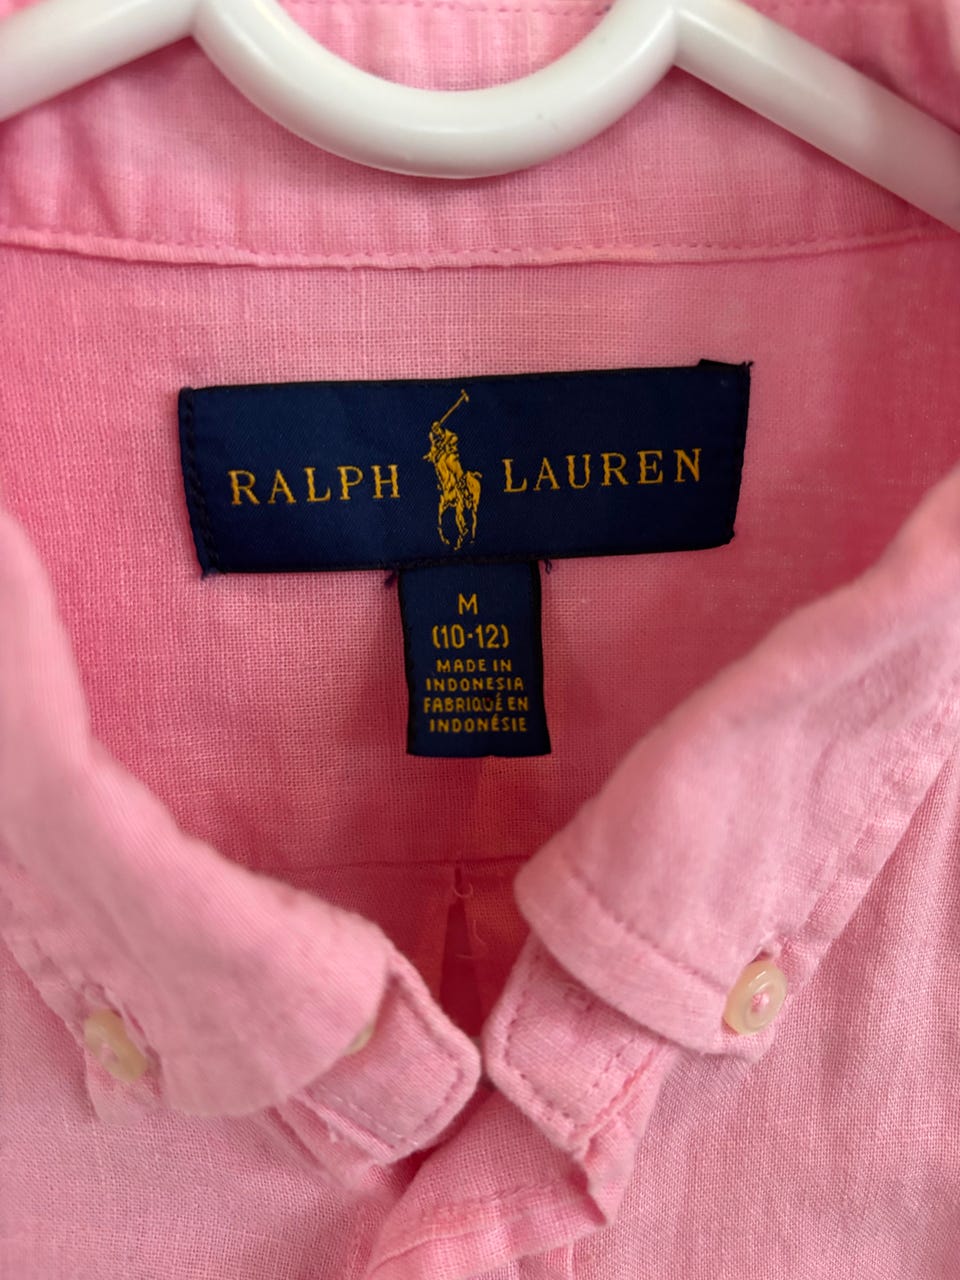 RALPH LAUREN
M
(10-12)
MADE IN
INDONESIA
FABRIQUÉ EN
INDONÉSIE